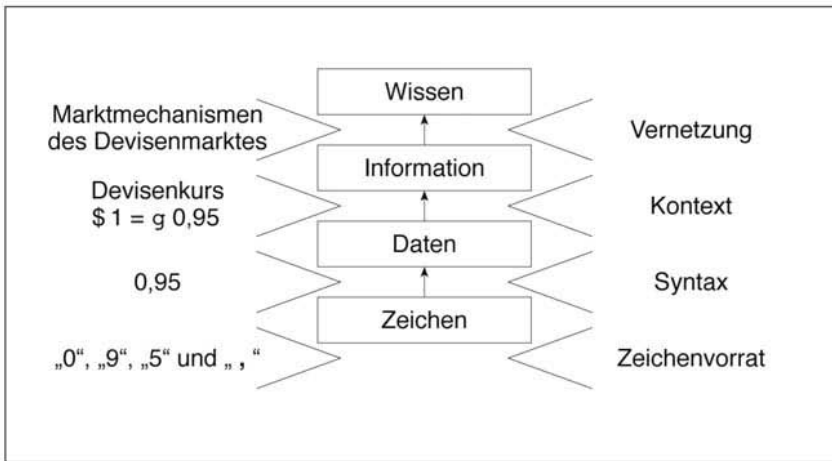 Wissen
Marktmechanismen
des Devisenmarktes
Vernetzung
Information
Devisenkurs
$ 1 = g 0,95
Kontext
Daten
0,95
Syntax
Zeichen
„0“, „9“, „5“ und „ , “
Zeichenvorrat